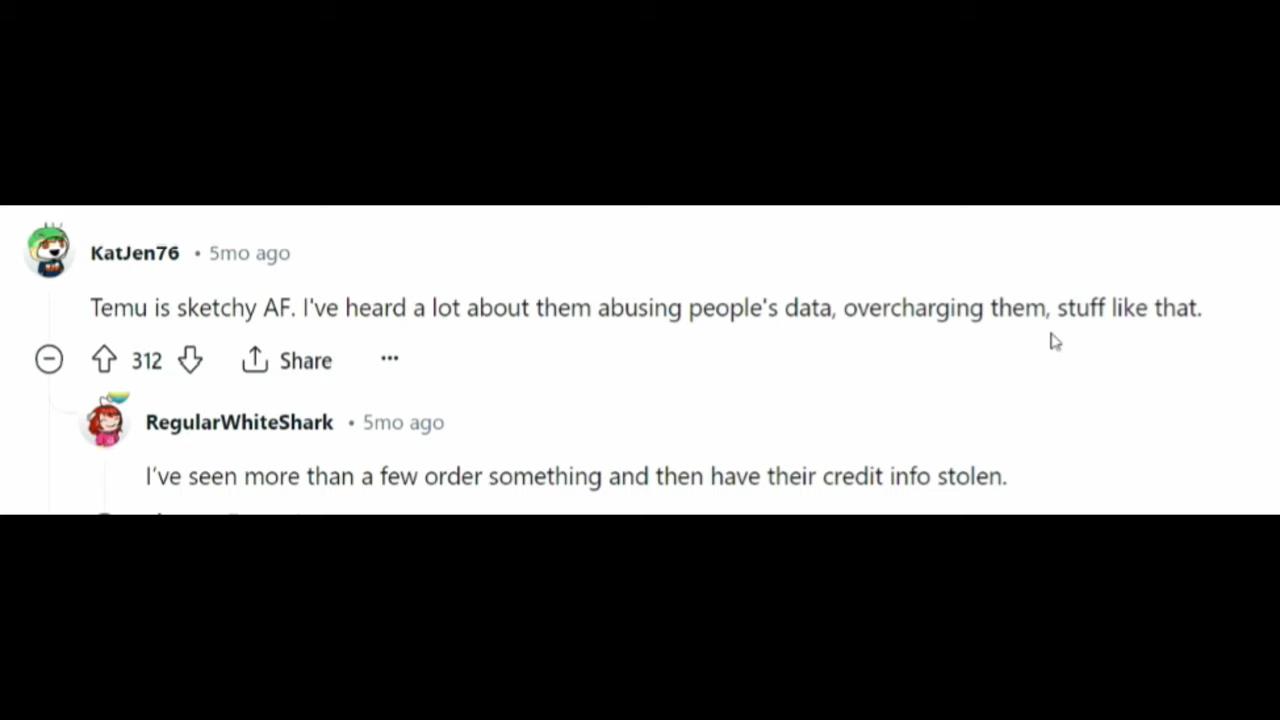 KatJen76 • 5mo ago
Temu is sketchy AF. I've heard a lot about them abusing people's data, overcharging them, stuff like that.
312 Share ···
RegularWhiteShark • 5mo ago
I've seen more than a few order something and then have their credit info stolen.